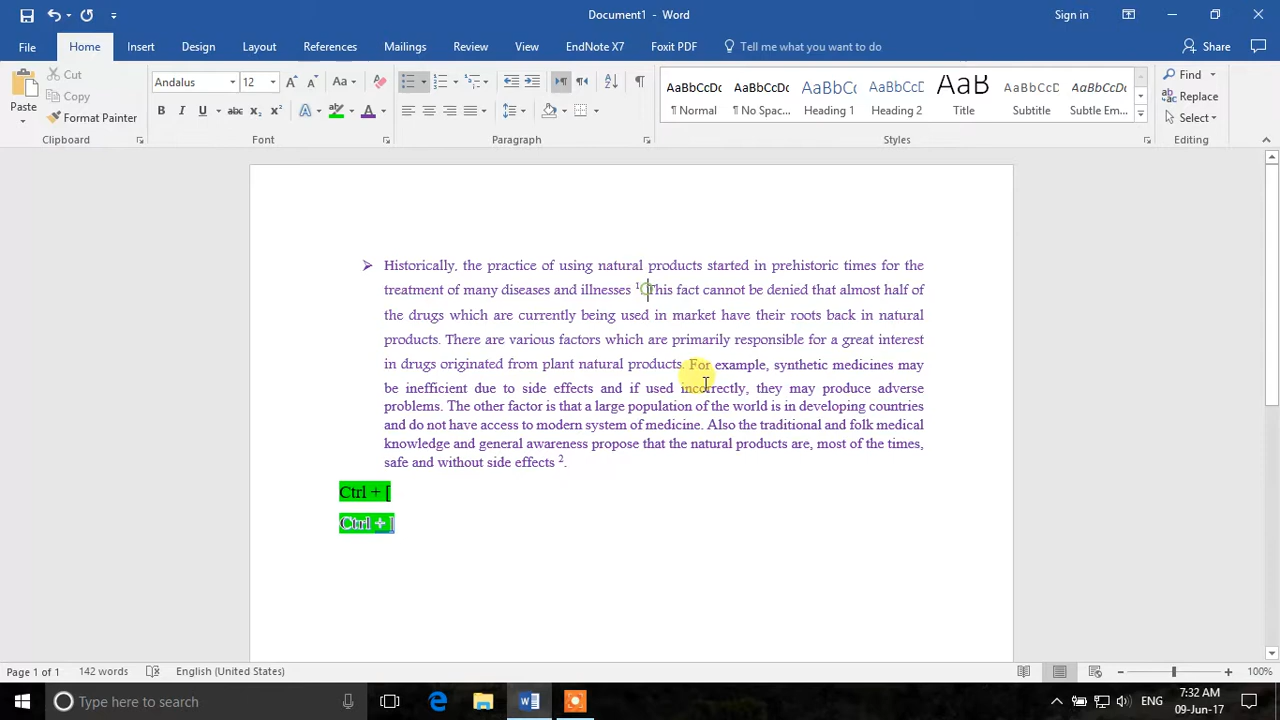 Document1 - Word
Sign in
File Home Insert Design Layout References Mailings Review View EndNote X7 Foxit PDF Tell me what you want to do Share
Paste
Cut
Copy
Format Painter
Clipboard
Andalus 12
Font
Paragraph
AaBbCcDc AaBbCcDc AaBbCc AaBbCcD AaB AaBbCcD AaBbCcDc
¶ Normal ¶ No Spac... Heading 1 Heading 2 Title Subtitle Subtle Em...
Styles
Find
Replace
Select
Editing
Historically, the practice of using natural products started in prehistoric times for the
treatment of many diseases and illnesses 1. This fact cannot be denied that almost half of
the drugs which are currently being used in market have their roots back in natural
products. There are various factors which are primarily responsible for a great interest
in drugs originated from plant natural products. For example, synthetic medicines may
be inefficient due to side effects and if used incorrectly, they may produce adverse
problems. The other factor is that a large population of the world is in developing countries
and do not have access to modern system of medicine. Also the traditional and folk medical
knowledge and general awareness propose that the natural products are, most of the times,
safe and without side effects 2.
Ctrl + [
Ctrl + ]
Page 1 of 1 142 words English (United States) 100%
Type here to search
ENG
7:32 AM
09-Jun-17